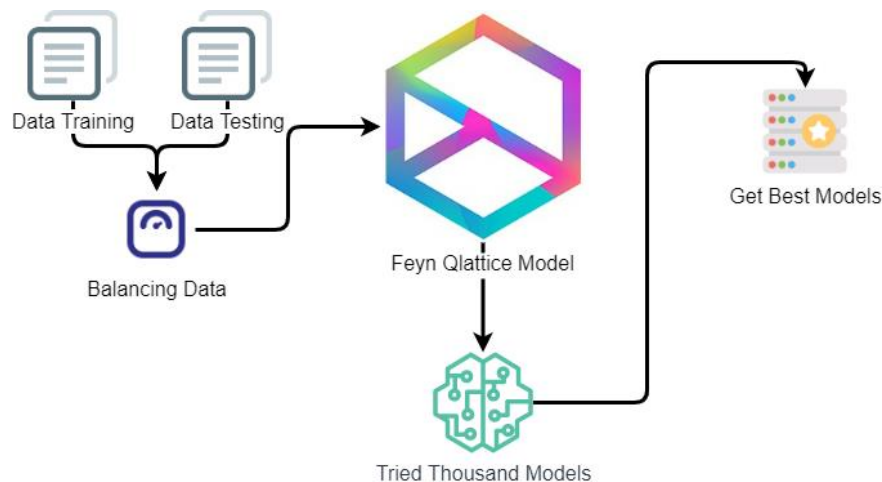 Data Training
Data Testing
Balancing Data
Feyn Qlattice Model
Tried Thousand Models
Get Best Models